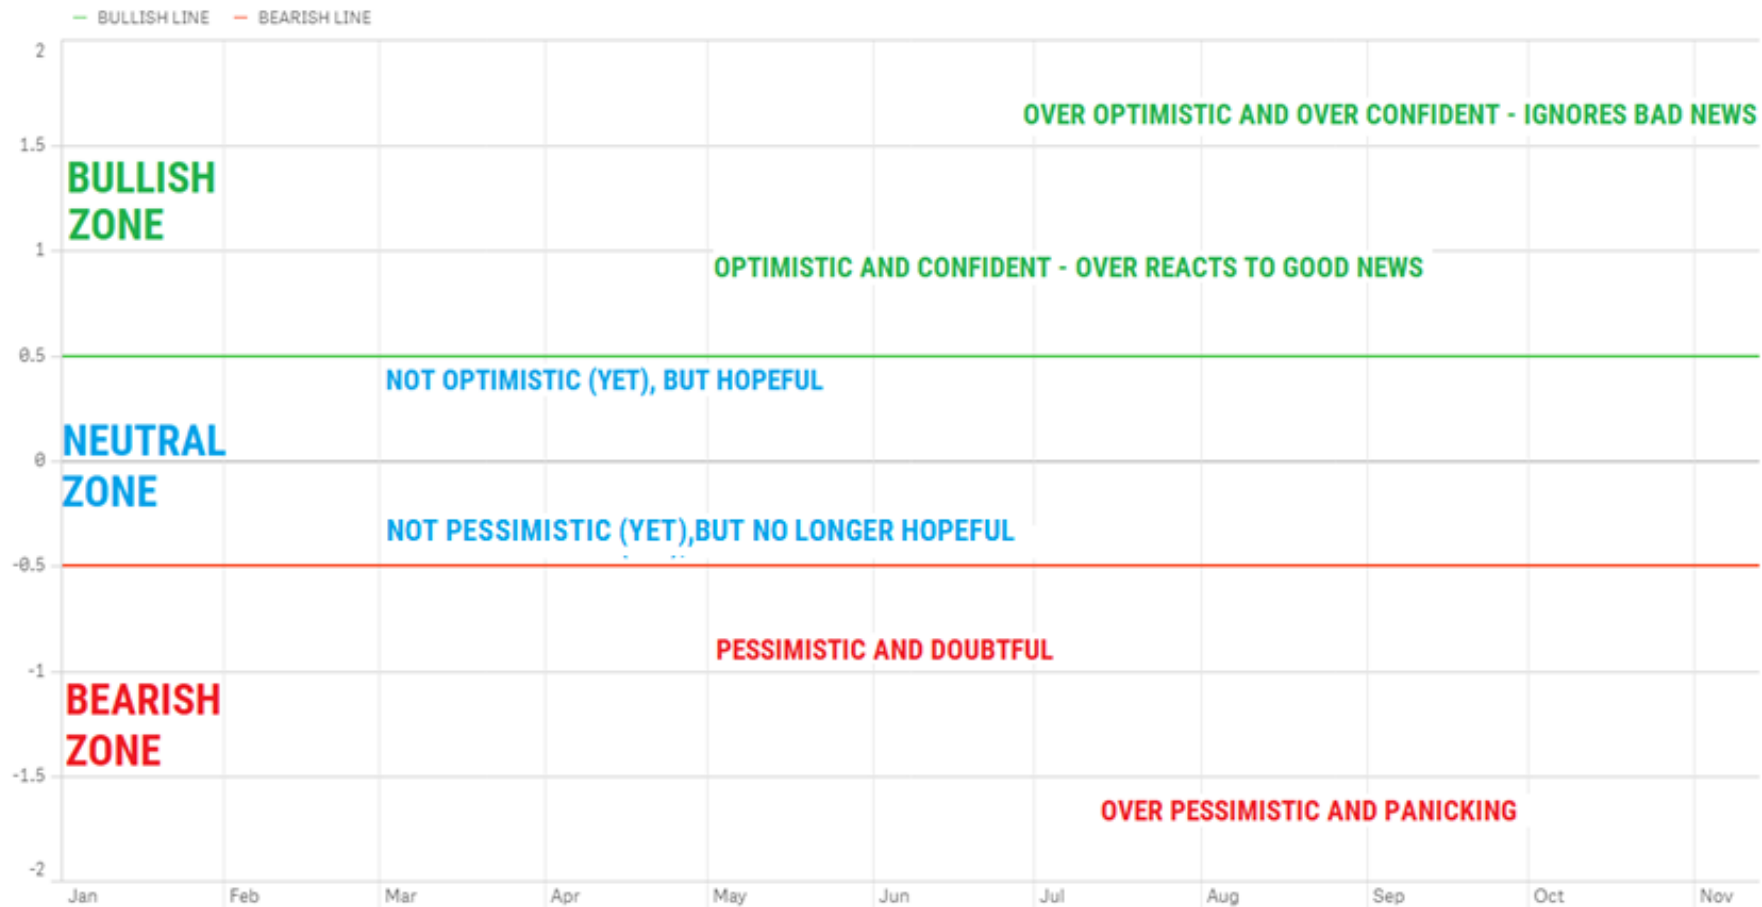 BULLISH LINE BEARISH LINE
2
OVER OPTIMISTIC AND OVER CONFIDENT - IGNORES BAD NEWS
1.5
BULLISH
ZONE
1
OPTIMISTIC AND CONFIDENT - OVER REACTS TO GOOD NEWS
0.5
NOT OPTIMISTIC (YET), BUT HOPEFUL
NEUTRAL
0
ZONE
NOT PESSIMISTIC (YET),BUT NO LONGER HOPEFUL
-0.5
PESSIMISTIC AND DOUBTFUL
-1
BEARISH
ZONE
-1.5
OVER PESSIMISTIC AND PANICKING
-2
Jan Feb Mar Apr May Jun Jul Aug Sep Oct Nov